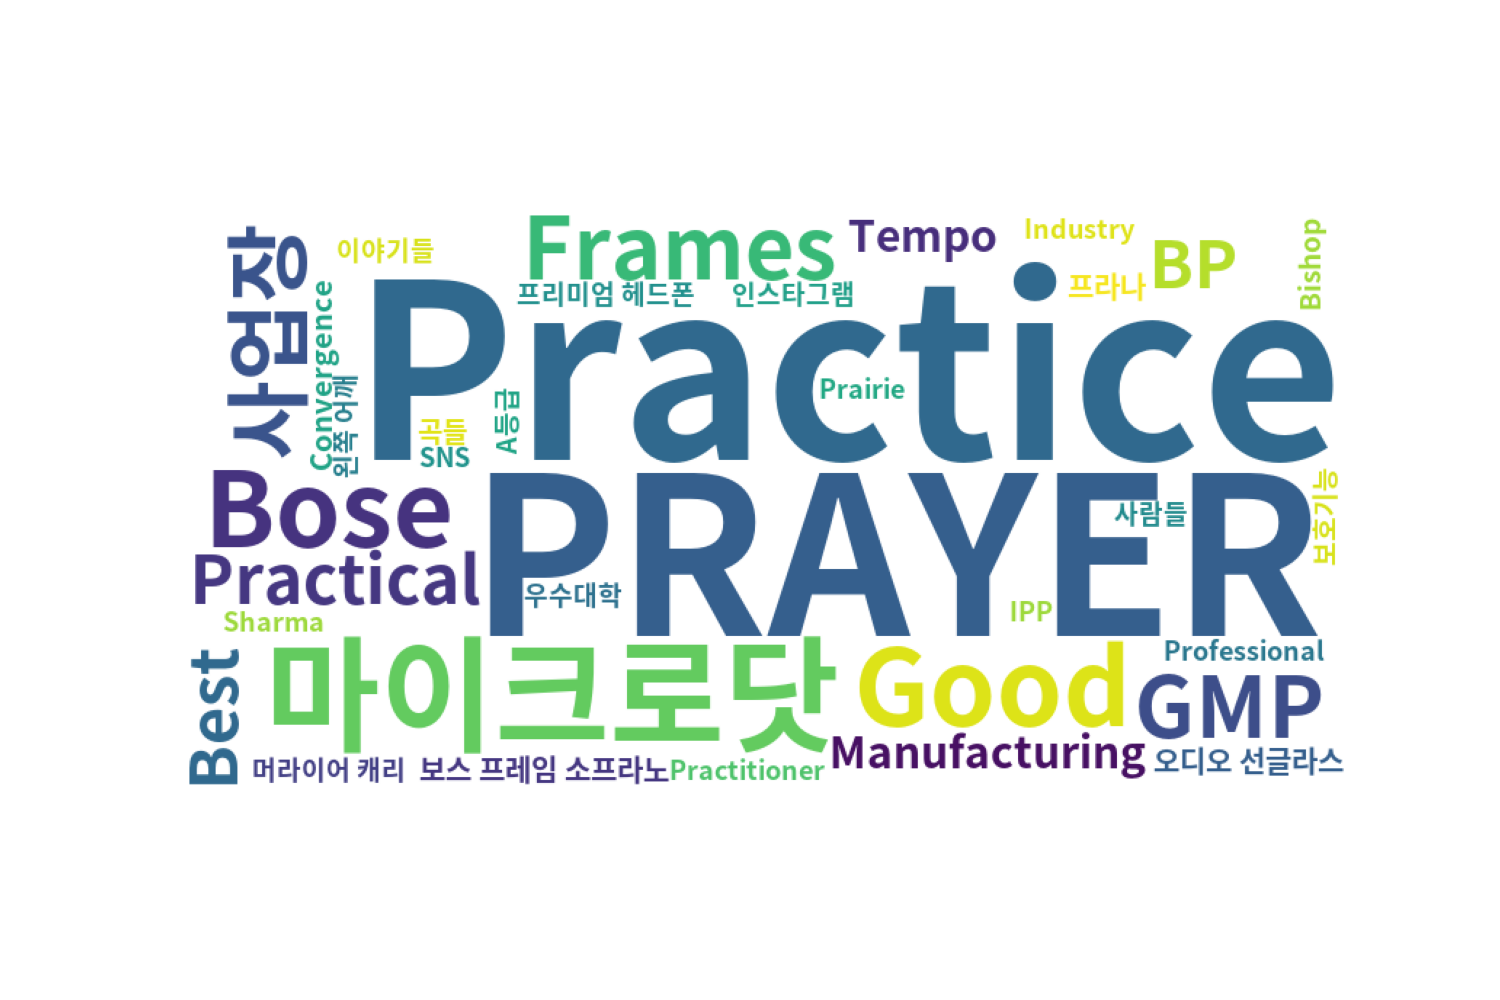 Frames
Tempo
Industry
BP
Bishop
사업장
이야기들
Convergence
프리미엄 헤드폰
인스타그램
프라나
Practice
Prairie
왼쪽 어깨
곡들
SNS
A등급
Bose
PRAYER
사람들
보호기능
Practical
우수대학
IPP
Sharma
Best
마이크로닷
Good
Professional
GMP
Manufacturing
머라이어 캐리
보스 프레임 소프라노
Practitioner
오디오 선글라스